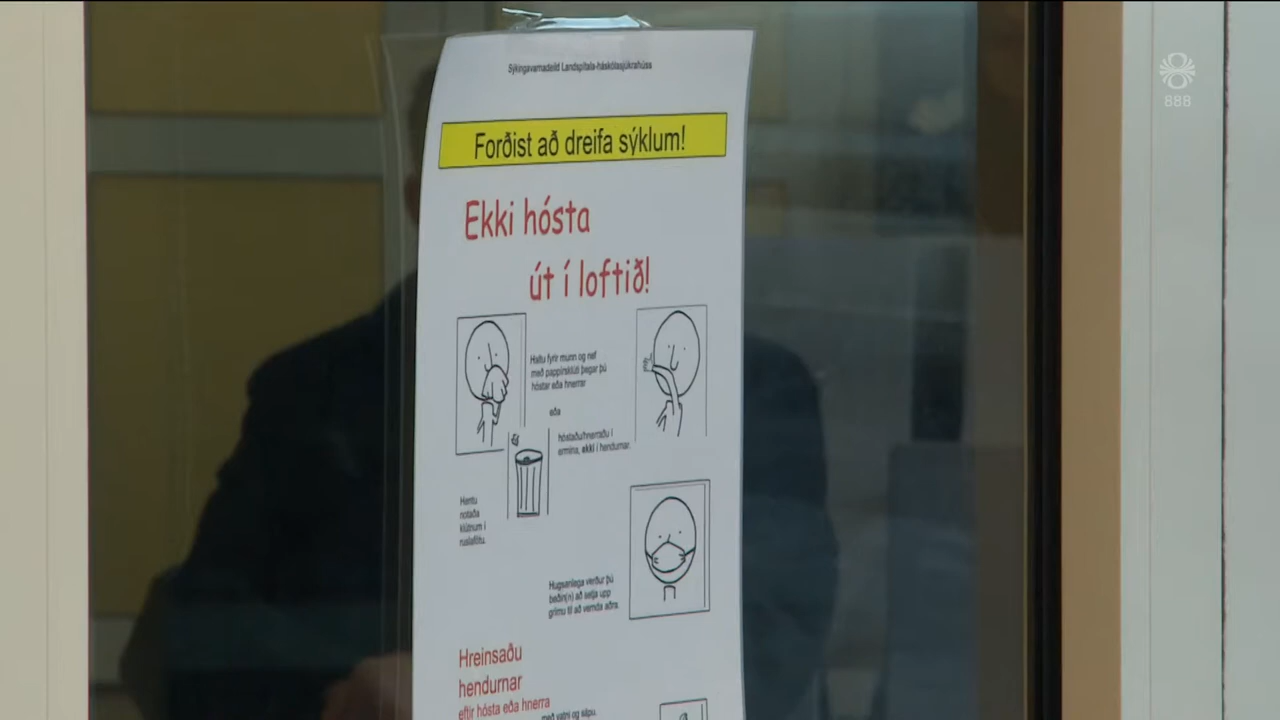 Sýkingavarnadeild Landspítala-háskólasjúkrahúss
888
Forðist að dreifa sýklum!
Ekki hósta
út í loftið!
Haltu fyrir munn og nef
með pappírsklúti þegar þú
hóstar eða hnerrar
eða
hóstaðu/hnerraðu í
ermina, ekki í hendurnar.
Hentu
notaða
klútnum í
ruslafötu.
Hugsanlega verður þú
beðin(n) að setja upp
grímu til að vernda aðra.
Hreinsaðu
hendurnar
eftir hósta eða hnerra
með vatni og sápu.